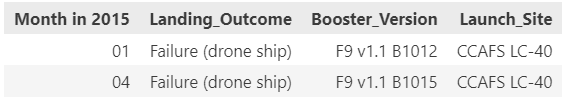 Month in 2015 Landing_Outcome Booster_Version Launch_Site
01 Failure (drone ship) F9 v1.1 B1012 CCAFS LC-40
04 Failure (drone ship) F9 v1.1 B1015 CCAFS LC-40